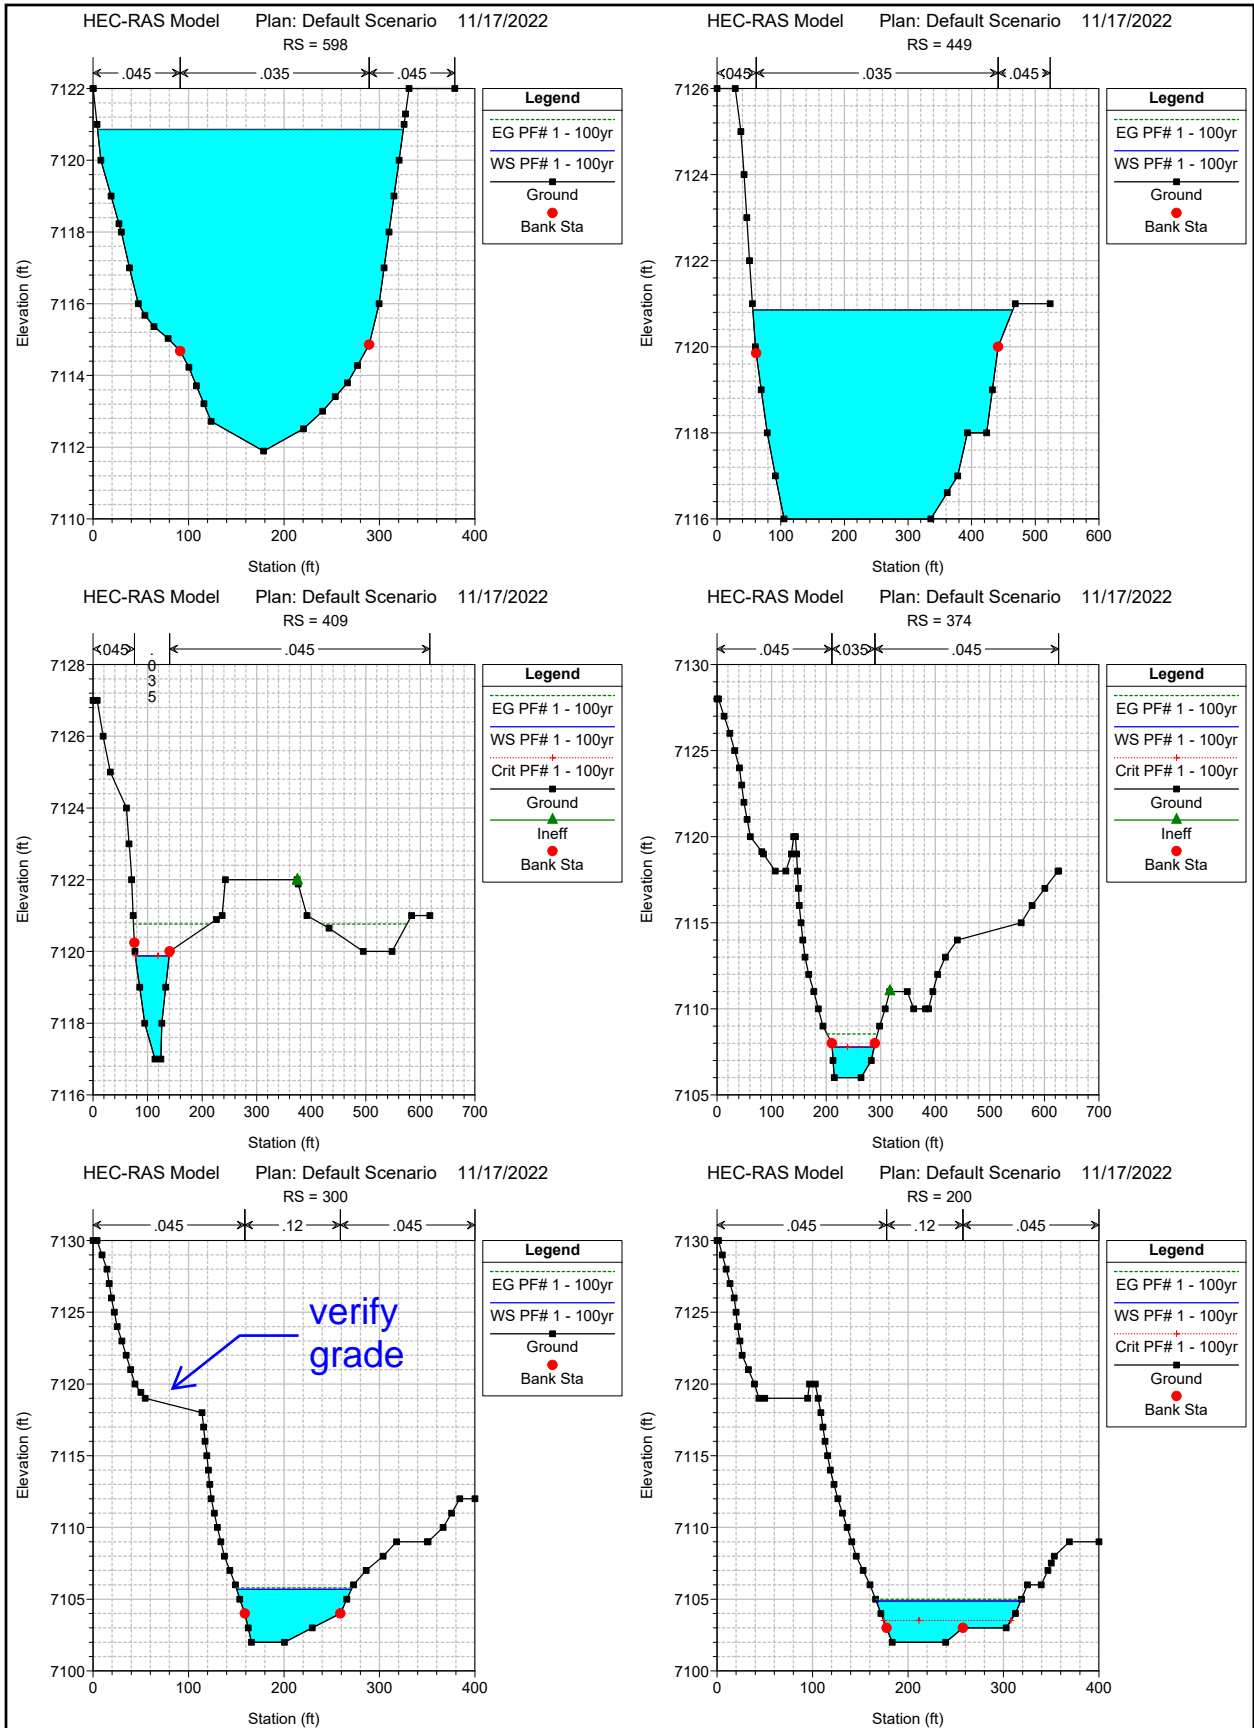 HEC-RAS Model Plan: Default Scenario 11/17/2022
RS = 598
.045 .035 .045
7122
7120
7118
7116
7114
7112
7110
0 100 200 300 400
Station (ft)
Elevation (ft)
Legend
EG PF# 1 - 100yr
WS PF# 1 - 100yr
Ground
Bank Sta
HEC-RAS Model Plan: Default Scenario 11/17/2022
RS = 449
.045 .035 .045
7126
7124
7122
7120
7118
7116
0 100 200 300 400 500 600
Station (ft)
Elevation (ft)
Legend
EG PF# 1 - 100yr
WS PF# 1 - 100yr
Ground
Bank Sta
HEC-RAS Model Plan: Default Scenario 11/17/2022
RS = 409
.045 .035 .045
7128
7126
7124
7122
7120
7118
7116
0 100 200 300 400 500 600 700
Station (ft)
Elevation (ft)
Legend
EG PF# 1 - 100yr
WS PF# 1 - 100yr
Crit PF# 1 - 100yr
Ground
Ineff
Bank Sta
HEC-RAS Model Plan: Default Scenario 11/17/2022
RS = 374
.045 .035 .045
7130
7125
7120
7115
7110
7105
0 100 200 300 400 500 600 700
Station (ft)
Elevation (ft)
Legend
EG PF# 1 - 100yr
WS PF# 1 - 100yr
Crit PF# 1 - 100yr
Ground
Ineff
Bank Sta
HEC-RAS Model Plan: Default Scenario 11/17/2022
RS = 300
.045 .12 .045
7130
7125
7120
7115
7110
7105
7100
0 100 200 300 400
Station (ft)
Elevation (ft)
verify
grade
Legend
EG PF# 1 - 100yr
WS PF# 1 - 100yr
Ground
Bank Sta
HEC-RAS Model Plan: Default Scenario 11/17/2022
RS = 200
.045 .12 .045
7130
7125
7120
7115
7110
7105
7100
0 100 200 300 400
Station (ft)
Elevation (ft)
Legend
EG PF# 1 - 100yr
WS PF# 1 - 100yr
Crit PF# 1 - 100yr
Ground
Bank Sta